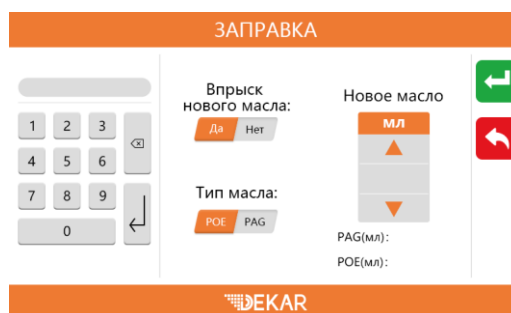 ЗАПРАВКА
1 2 3
4 5 6
7 8 9
0
Впрыск
нового масла:
Да Нет
Тип масла:
POE PAG
Новое масло
мл
PAG(мл):
POE(мл):
DEKAR